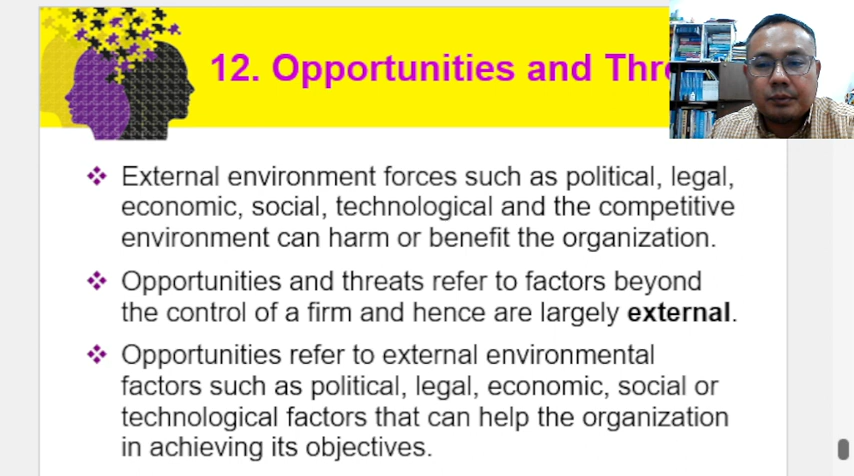 12. Opportunities and
External environment forces such as political, legal,
economic, social, technological and the competitive
environment can harm or benefit the organization.
Opportunities and threats refer to factors beyond
the control of a firm and hence are largely external.
Opportunities refer to external environmental
factors such as political, legal, economic, social or
technological factors that can help the organization
in achieving its objectives.